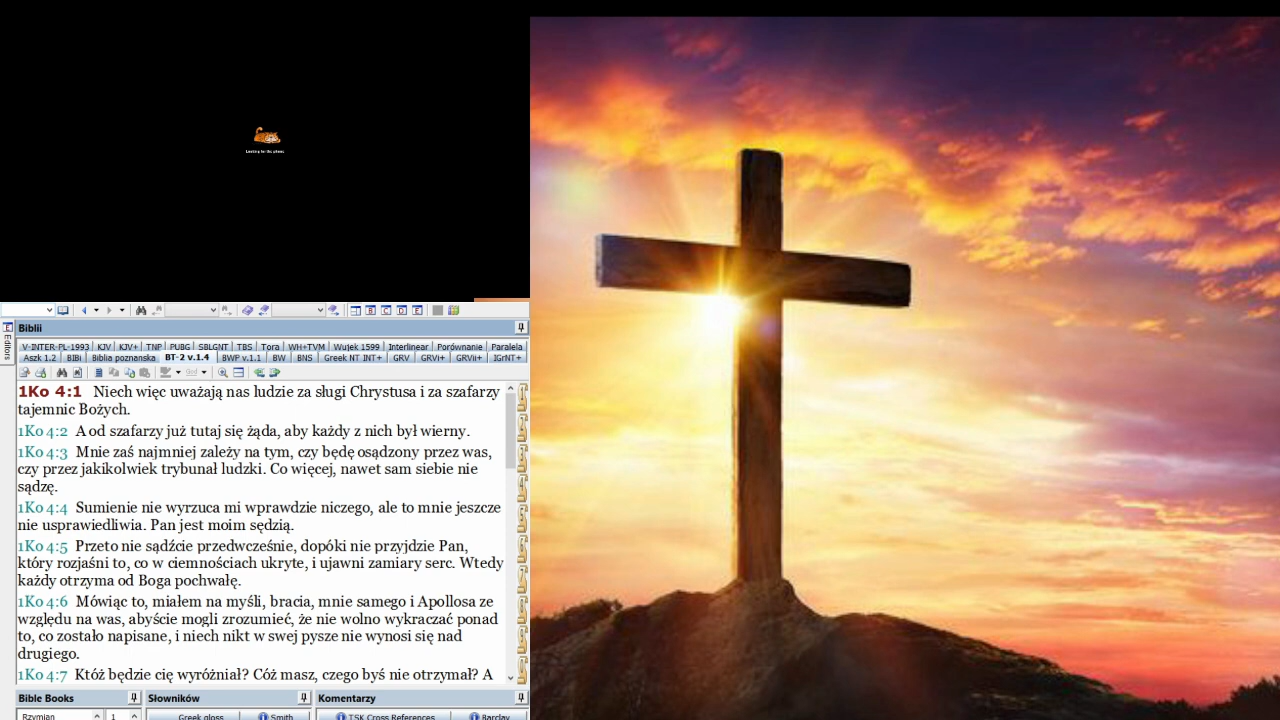 Looking for the phone.
Biblii
V-INTER-PL-1993 KJV KJV+ TNP PUBG SBLGNT TBS Tora WH+TVM Wujek 1599 Interlinear Porównanie Paralela
Aszk 1.2 BIBi Biblia poznanska BT-2 v.1.4 BWP v.1.1 BW BNS Greek NT INT+ GRV GRVi+ GRVii+ IGrNT+
E
Editors
B C D E
1Ko 4:1 Niech więc uważają nas ludzie za sługi Chrystusa i za szafarzy
tajemnic Bożych.
1Ko 4:2 A od szafarzy już tutaj się żąda, aby każdy z nich był wierny.
1Ko 4:3 Mnie zaś najmniej zależy na tym, czy będę osądzony przez was,
czy przez jakikolwiek trybunał ludzki. Co więcej, nawet sam siebie nie
sądzę.
1Ko 4:4 Sumienie nie wyrzuca mi wprawdzie niczego, ale to mnie jeszcze
nie usprawiedliwia. Pan jest moim sędzią.
1Ko 4:5 Przeto nie sądźcie przedwcześnie, dopóki nie przyjdzie Pan,
który rozjaśni to, co w ciemnościach ukryte, i ujawni zamiary serc. Wtedy
każdy otrzyma od Boga pochwałę.
1Ko 4:6 Mówiąc to, miałem na myśli, bracia, mnie samego i Apollosa ze
względu na was, abyście mogli zrozumieć, że nie wolno wykraczać ponad
to, co zostało napisane, i niech nikt w swej pysze nie wynosi się nad
drugiego.
1Ko 4:7 Któż będzie cię wyróżniał? Cóż masz, czego byś nie otrzymał? A
Bible Books Słowników Komentarzy
Rzymian 1 Greek gloss Smith TSK Cross References Barclay